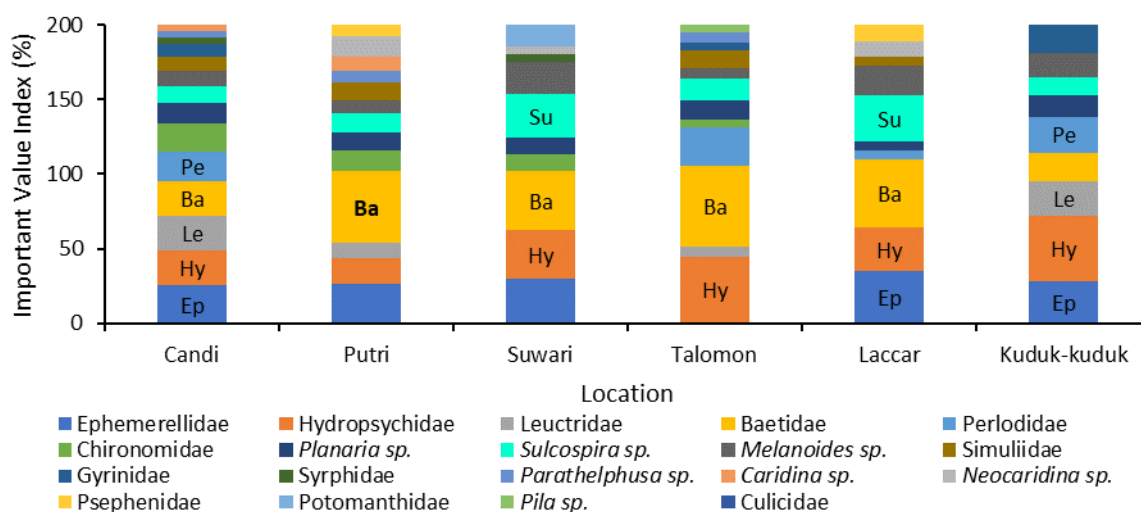 Important Value Index (%)
200
150
100
50
0
Pe
Ba
Le
Hy
Ep
Ba
Su
Ba
Hy
Ba
Hy
Su
Ba
Hy
Ep
Pe
Le
Hy
Ep
Candi Putri Suwari Talomon Laccar Kuduk-kuduk
Location
Ephemerellidae Hydropsychidae Leuctridae Baetidae Perlodidae
Chironomidae Planaria sp. Sulcospira sp. Melanoides sp. Simuliidae
Gyrinidae Syrphidae Parathelphusa sp. Caridina sp. Neocaridina sp.
Psephenidae Potomanthidae Pila sp. Culicidae